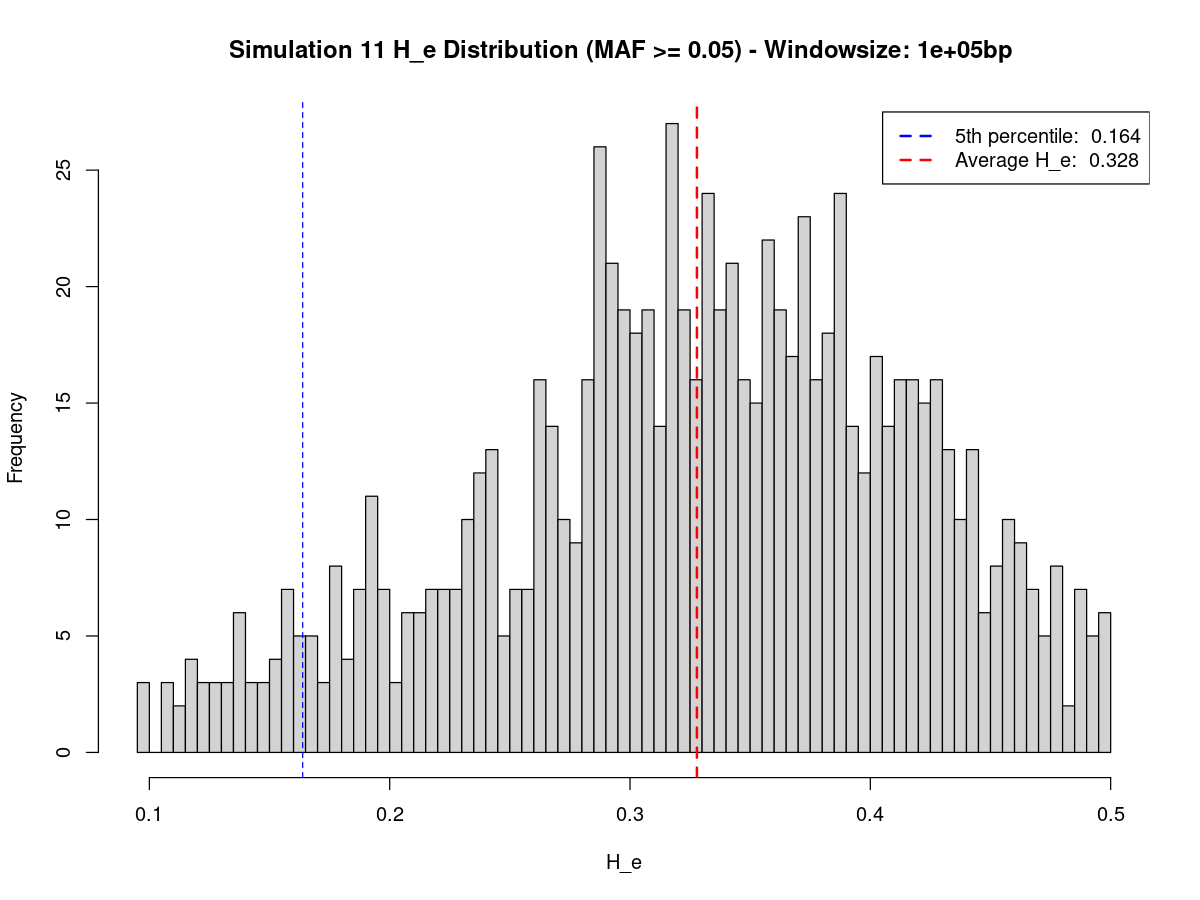 Simulation 11 H_e Distribution (MAF >= 0.05) - Windowsize: 1e+05bp
5th percentile:  0.164
Average H_e:  0.328
Frequency
25
20
15
10
5
0
0.1 0.2 0.3 0.4 0.5
H_e